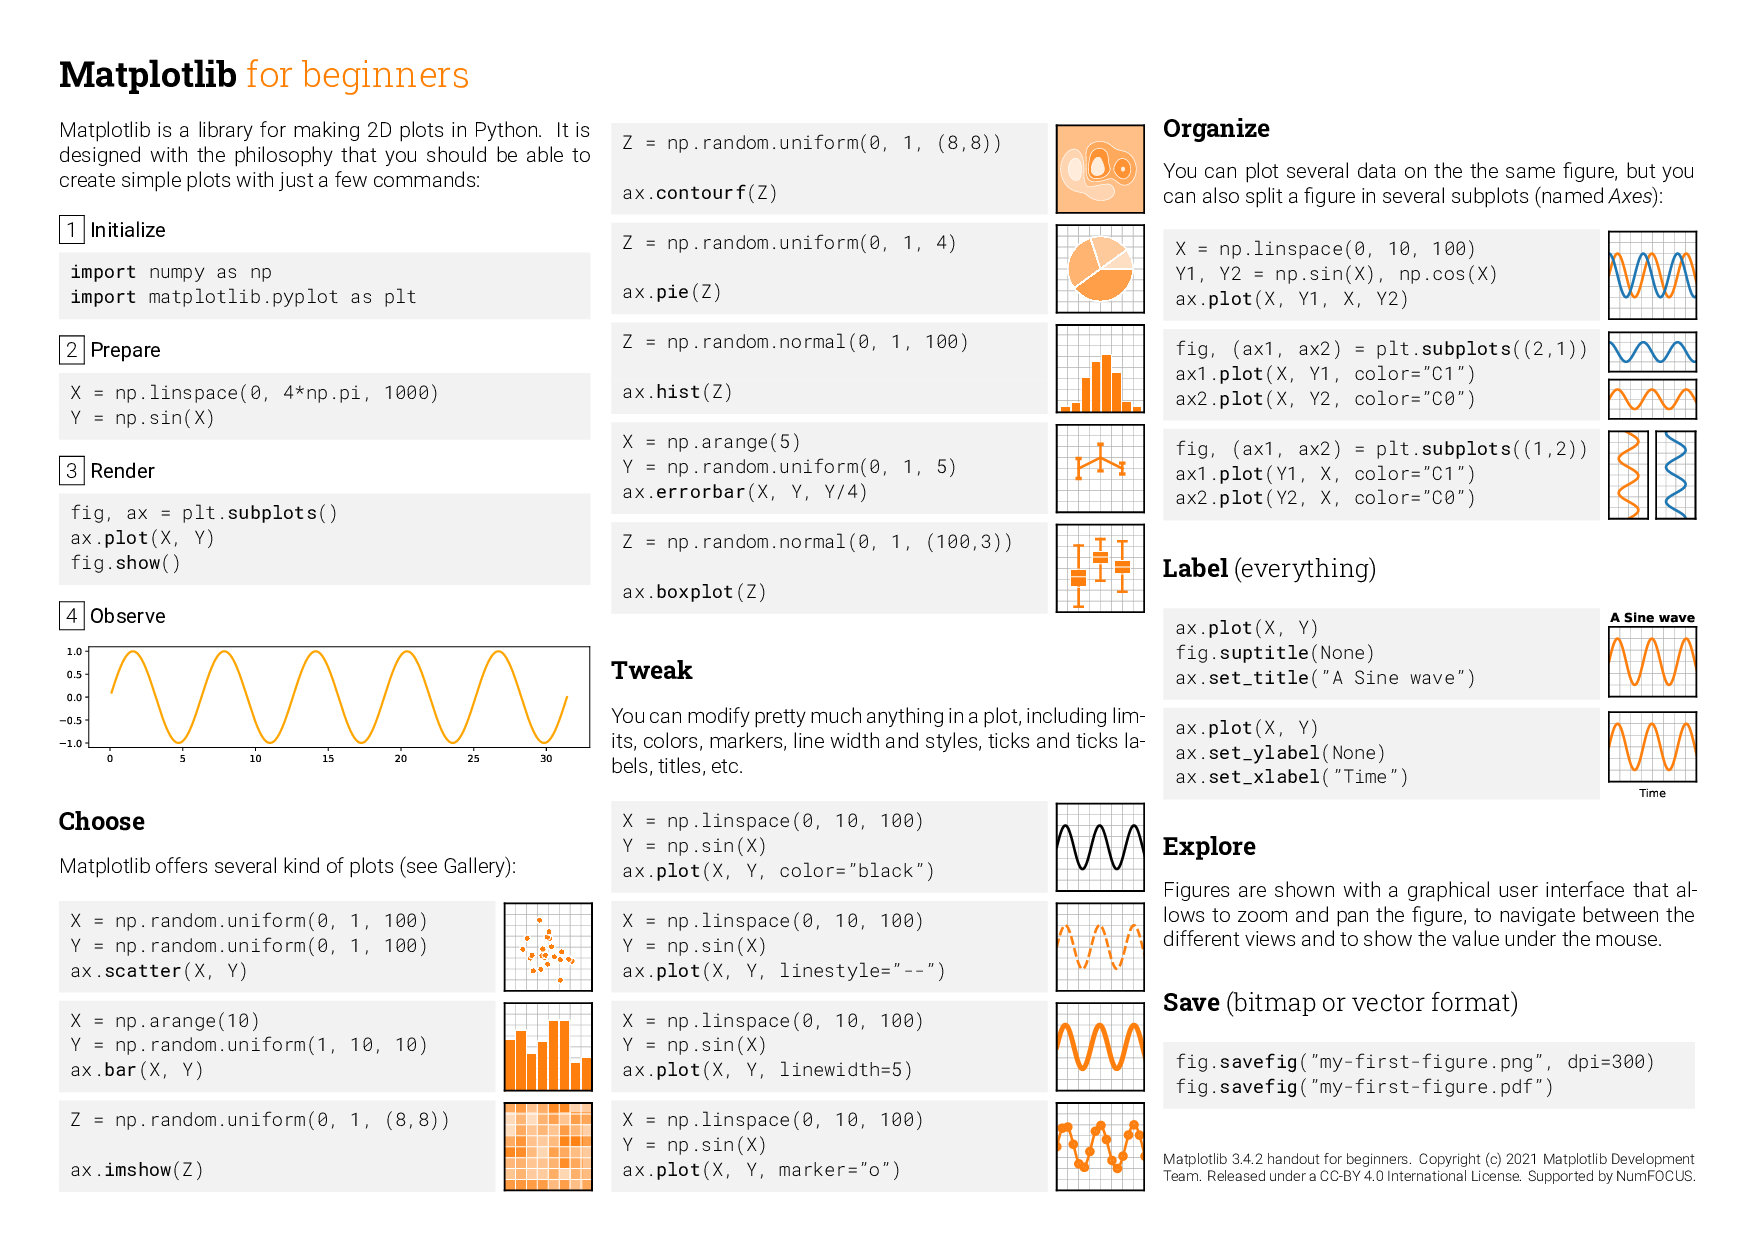 Matplotlib for beginners
Matplotlib is a library for making 2D plots in Python. It is
designed with the philosophy that you should be able to
create simple plots with just a few commands:
1 Initialize
import numpy as np
import matplotlib.pyplot as plt
2 Prepare
X = np.linspace(0, 4*np.pi, 1000)
Y = np.sin(X)
3 Render
fig, ax = plt.subplots()
ax.plot(X, Y)
fig.show()
4 Observe
1.0
0.5
0.0
−0.5
−1.0
0 5 10 15 20 25 30
Choose
Matplotlib offers several kind of plots (see Gallery):
X = np.random.uniform(0, 1, 100)
Y = np.random.uniform(0, 1, 100)
ax.scatter(X, Y)
X = np.arange(10)
Y = np.random.uniform(1, 10, 10)
ax.bar(X, Y)
Z = np.random.uniform(0, 1, (8,8))
ax.imshow(Z)
Z = np.random.uniform(0, 1, (8,8))
ax.contourf(Z)
Z = np.random.uniform(0, 1, 4)
ax.pie(Z)
Z = np.random.normal(0, 1, 100)
ax.hist(Z)
X = np.arange(5)
Y = np.random.uniform(0, 1, 5)
ax.errorbar(X, Y, Y/4)
Z = np.random.normal(0, 1, (100,3))
ax.boxplot(Z)
Tweak
You can modify pretty much anything in a plot, including lim-
its, colors, markers, line width and styles, ticks and ticks la-
bels, titles, etc.
X = np.linspace(0, 10, 100)
Y = np.sin(X)
ax.plot(X, Y, color="black")
X = np.linspace(0, 10, 100)
Y = np.sin(X)
ax.plot(X, Y, linestyle="--")
X = np.linspace(0, 10, 100)
Y = np.sin(X)
ax.plot(X, Y, linewidth=5)
X = np.linspace(0, 10, 100)
Y = np.sin(X)
ax.plot(X, Y, marker="o")
Organize
You can plot several data on the the same figure, but you
can also split a figure in several subplots (named Axes):
X = np.linspace(0, 10, 100)
Y1, Y2 = np.sin(X), np.cos(X)
ax.plot(X, Y1, X, Y2)
fig, (ax1, ax2) = plt.subplots((2,1))
ax1.plot(X, Y1, color="C1")
ax2.plot(X, Y2, color="C0")
fig, (ax1, ax2) = plt.subplots((1,2))
ax1.plot(Y1, X, color="C1")
ax2.plot(Y2, X, color="C0")
Label (everything)
ax.plot(X, Y)
fig.suptitle(None)
ax.set_title("A Sine wave")
A Sine wave
ax.plot(X, Y)
ax.set_ylabel(None)
ax.set_xlabel("Time")
Time
Explore
Figures are shown with a graphical user interface that al-
lows to zoom and pan the figure, to navigate between the
different views and to show the value under the mouse.
Save (bitmap or vector format)
fig.savefig("my-first-figure.png", dpi=300)
fig.savefig("my-first-figure.pdf")
Matplotlib 3.4.2 handout for beginners. Copyright (c) 2021 Matplotlib Development
Team. Released under a CC-BY 4.0 International License. Supported by NumFOCUS.